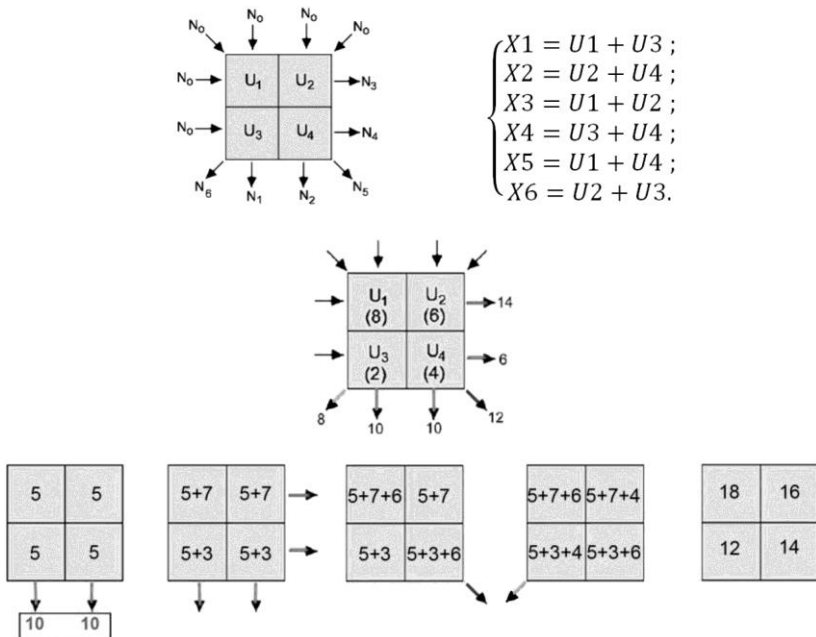 N₀ N₀ N₀ N₀
N₀ U₁ U₂ N₃
N₀ U₃ U₄ N₄
N₆ N₁ N₂ N₅
X1 = U1 + U3 ;
X2 = U2 + U4 ;
X3 = U1 + U2 ;
X4 = U3 + U4 ;
X5 = U1 + U4 ;
X6 = U2 + U3.
U₁ U₂ 14
(8) (6)
U₃ U₄ 6
(2) (4)
8 10 10 12
5 5
5 5
10 10
5+7 5+7
5+3 5+3
5+7+6 5+7
5+3 5+3+6
5+7+6 5+7+4
5+3+4 5+3+6
18 16
12 14